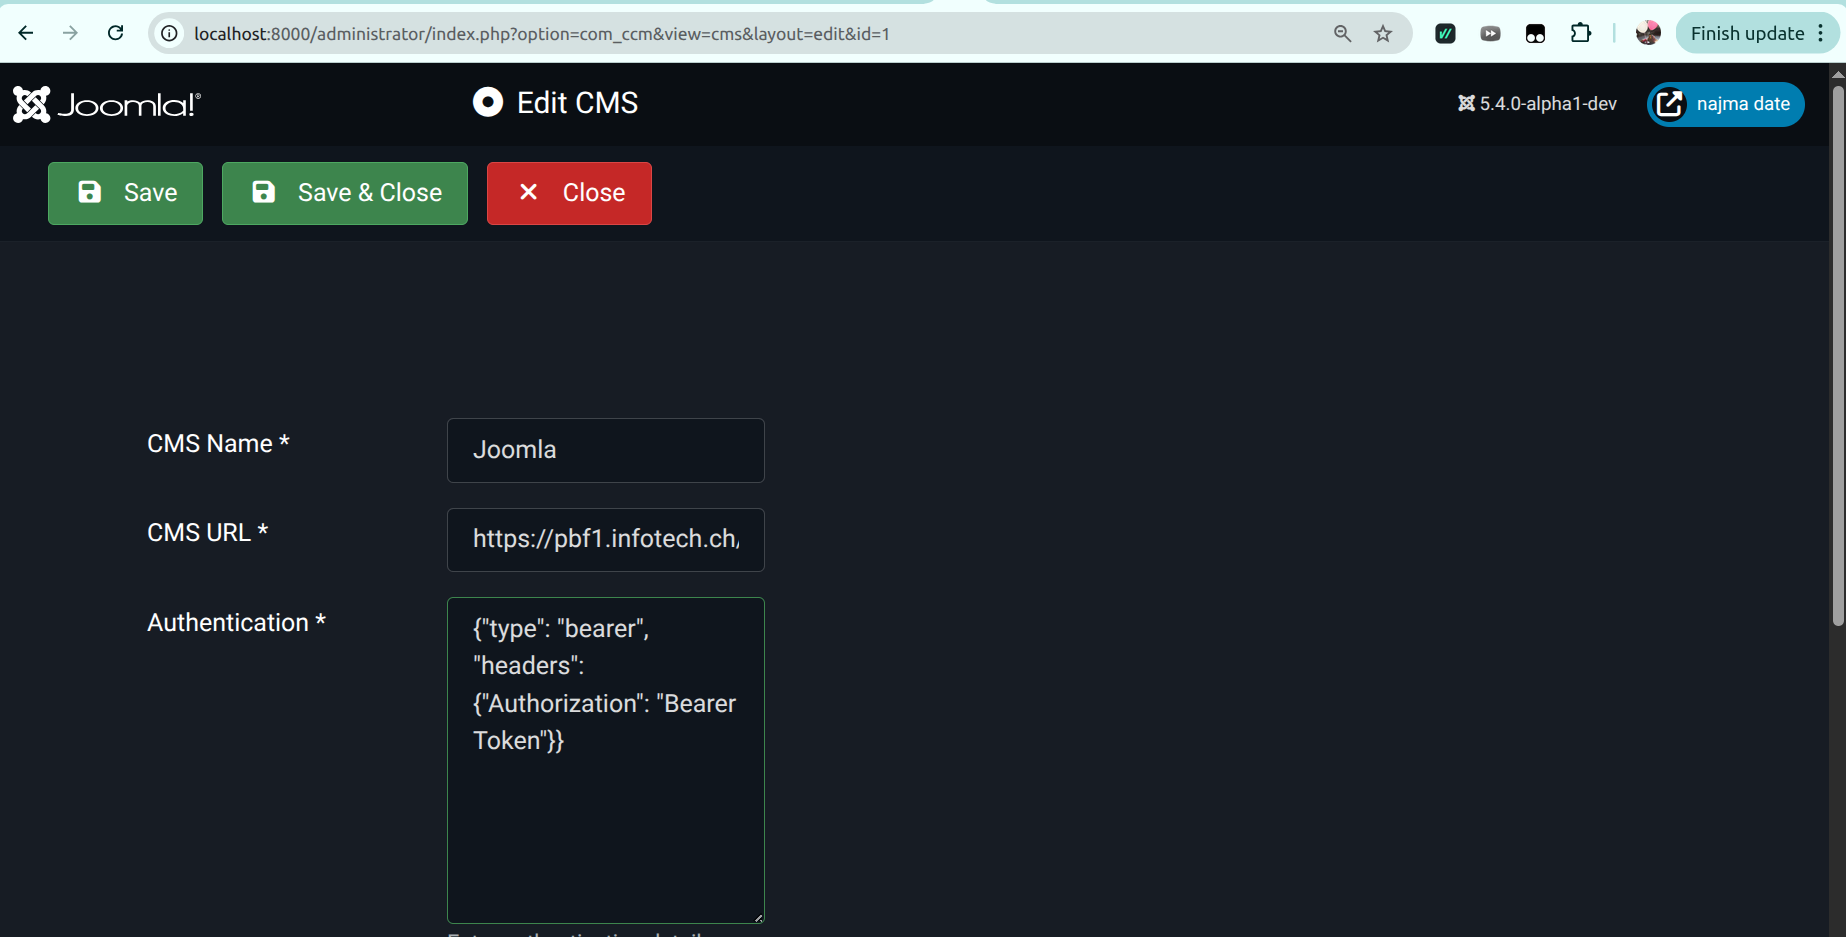 localhost:8000/administrator/index.php?option=com_ccm&view=cms&layout=edit&id=1
Finish update
Joomla!®
Edit CMS
5.4.0-alpha1-dev
najma date
Save
Save & Close
Close
CMS Name *
Joomla
CMS URL *
https://pbf1.infotech.ch/
Authentication *
{"type": "bearer",
"headers":
{"Authorization": "Bearer
Token"}}